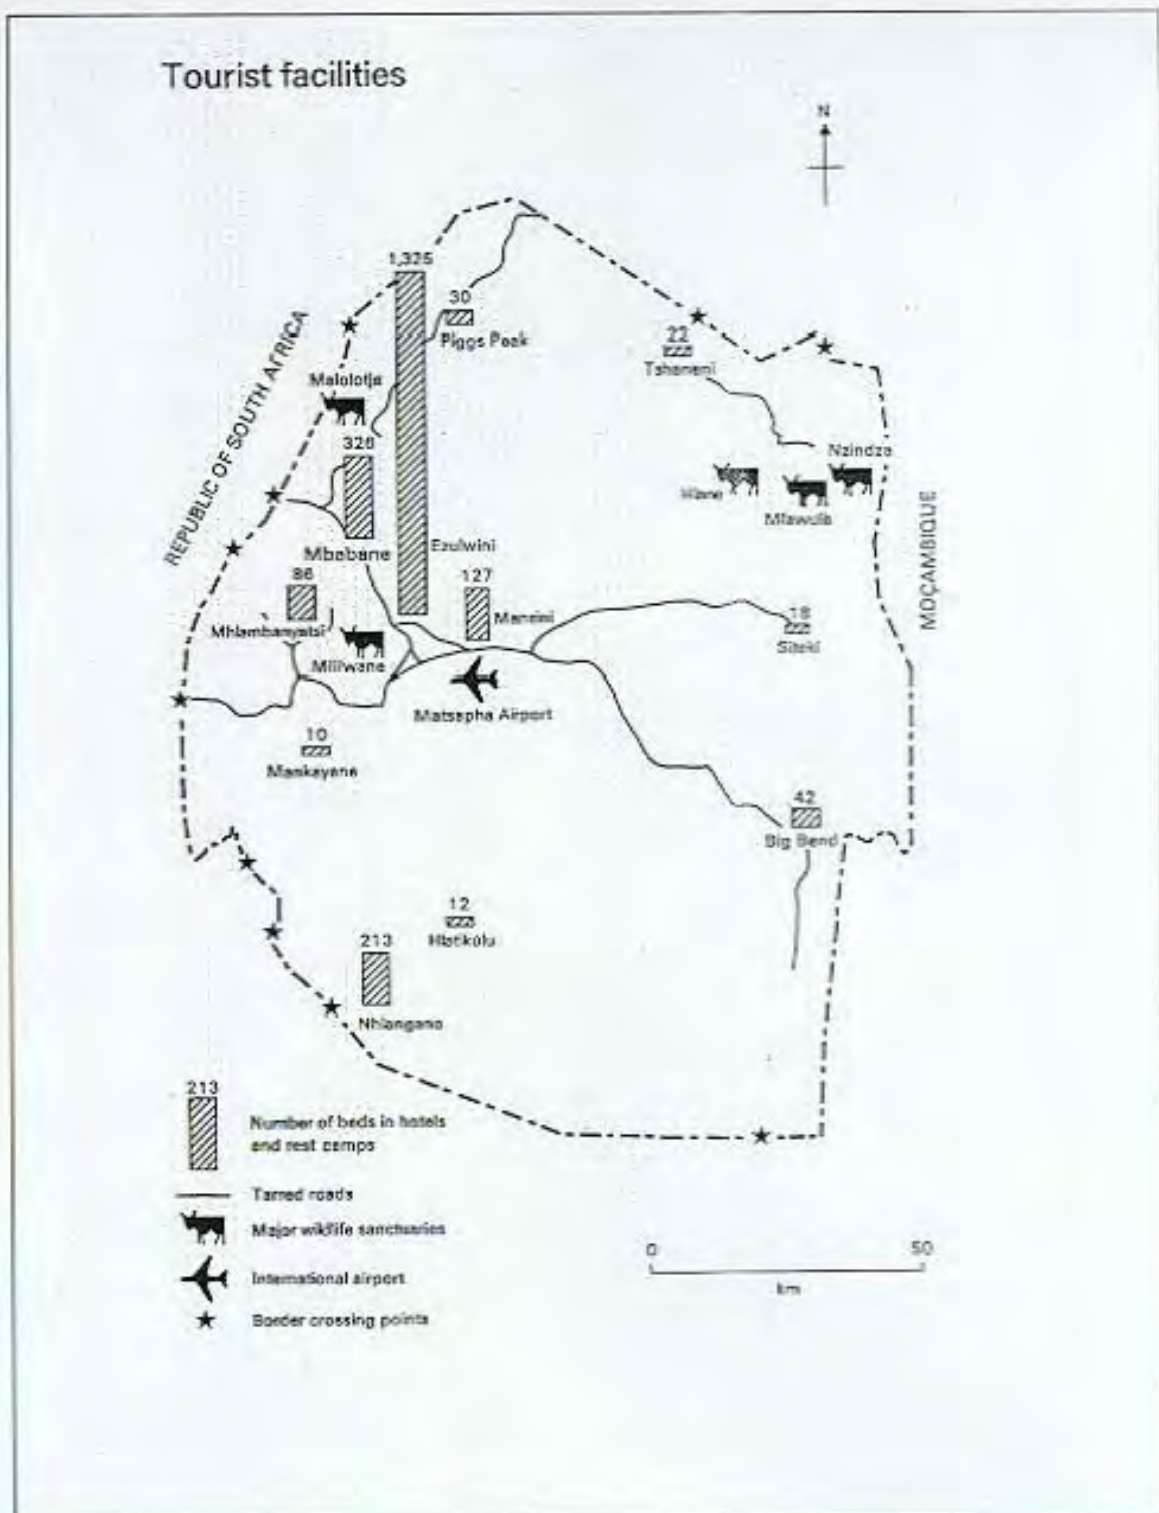 Tourist facilities
N
1,325
30
Piggs Peak
22
Tshaneni
REPUBLIC OF SOUTH AFRICA
Malolotja
326
Nzindza
Hlane
Mlawula
MOÇAMBIQUE
Mbabane
Ezulwini
86
127
Manzini
Mhlambanyatsi
18
Siteki
Mlilwane
Matsapha Airport
10
Mankayane
42
Big Bend
12
Hlatikulu
213
Nhlangano
213
Number of beds in hotels
and rest camps
Tarred roads
Major wildlife sanctuaries
International airport
Border crossing points
0
50
km